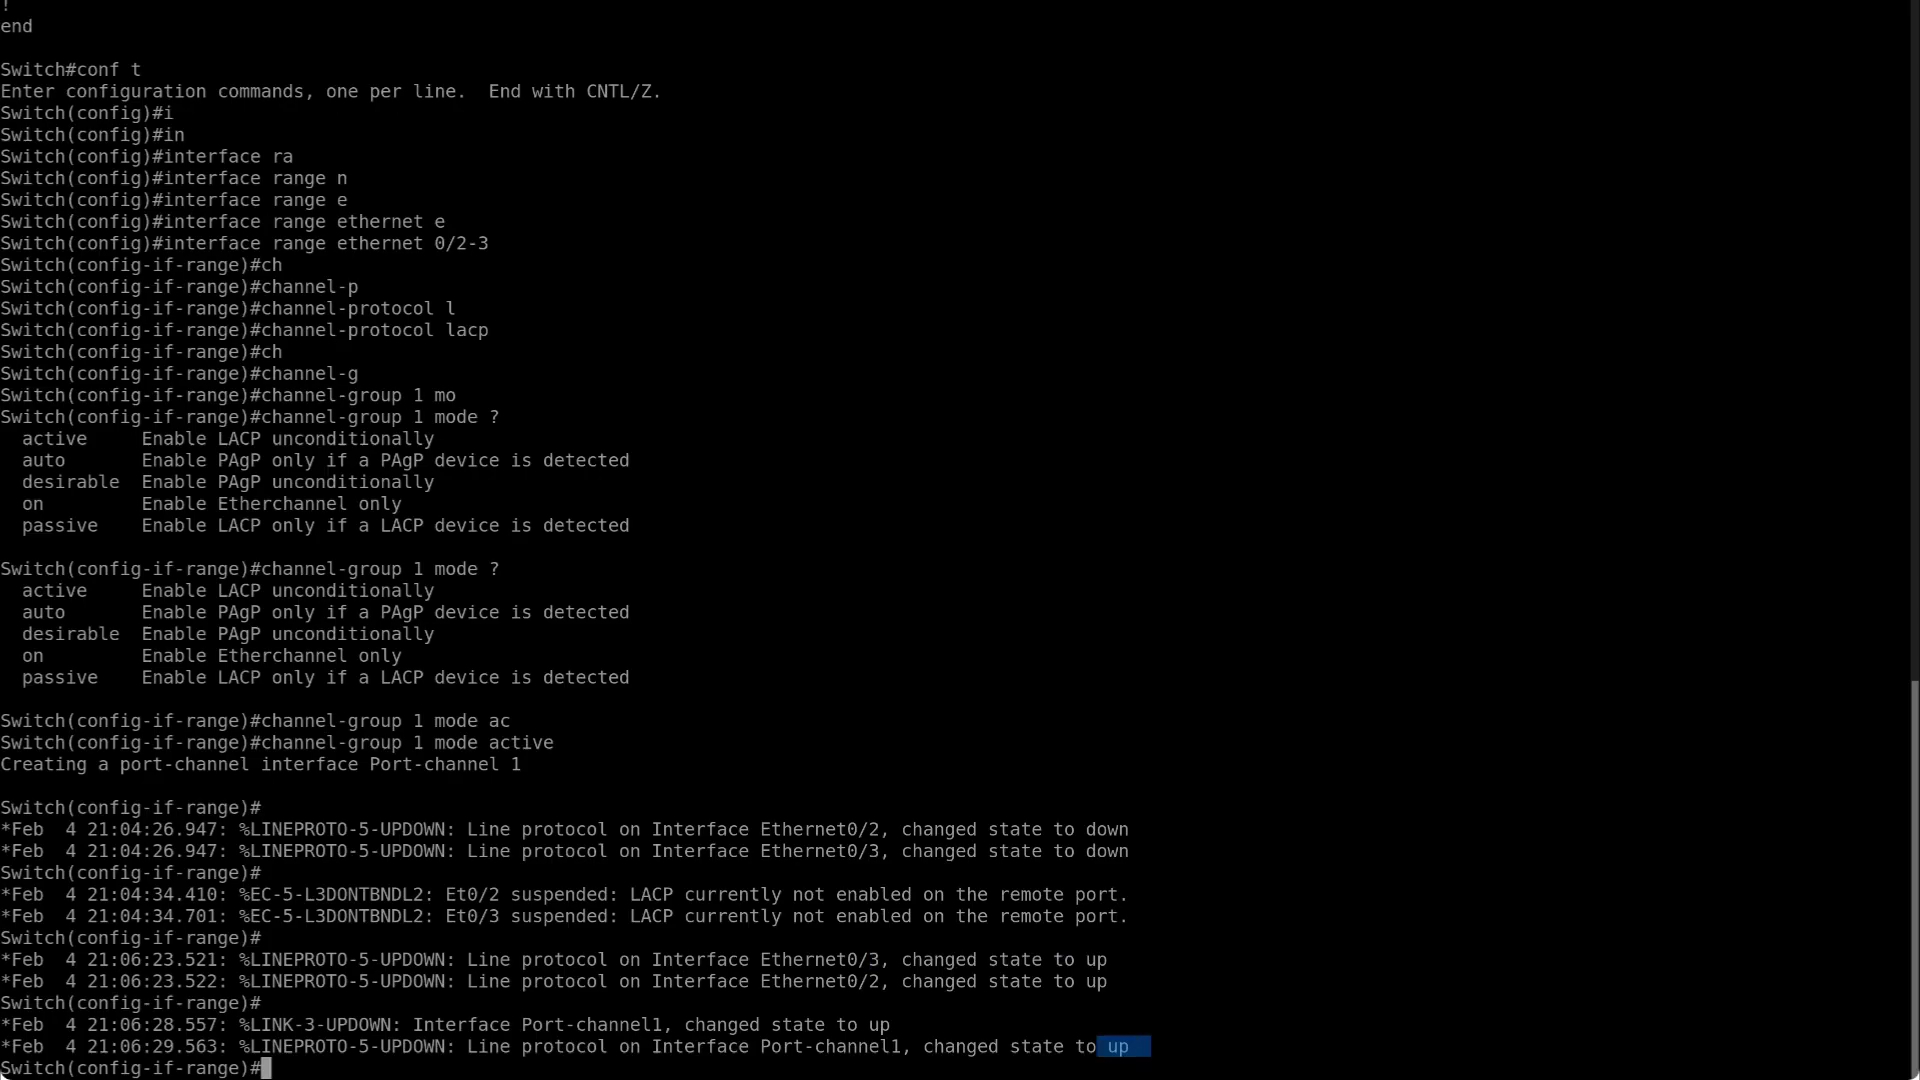 !
end
Switch#conf t
Enter configuration commands, one per line.  End with CNTL/Z.
Switch(config)#i
Switch(config)#in
Switch(config)#interface ra
Switch(config)#interface range n
Switch(config)#interface range e
Switch(config)#interface range ethernet e
Switch(config)#interface range ethernet 0/2-3
Switch(config-if-range)#ch
Switch(config-if-range)#channel-p
Switch(config-if-range)#channel-protocol l
Switch(config-if-range)#channel-protocol lacp
Switch(config-if-range)#ch
Switch(config-if-range)#channel-g
Switch(config-if-range)#channel-group 1 mo
Switch(config-if-range)#channel-group 1 mode ?
  active     Enable LACP unconditionally
  auto       Enable PAgP only if a PAgP device is detected
  desirable  Enable PAgP unconditionally
  on         Enable Etherchannel only
  passive    Enable LACP only if a LACP device is detected
Switch(config-if-range)#channel-group 1 mode ?
  active     Enable LACP unconditionally
  auto       Enable PAgP only if a PAgP device is detected
  desirable  Enable PAgP unconditionally
  on         Enable Etherchannel only
  passive    Enable LACP only if a LACP device is detected
Switch(config-if-range)#channel-group 1 mode ac
Switch(config-if-range)#channel-group 1 mode active
Creating a port-channel interface Port-channel 1
Switch(config-if-range)#
*Feb  4 21:04:26.947: %LINEPROTO-5-UPDOWN: Line protocol on Interface Ethernet0/2, changed state to down
*Feb  4 21:04:26.947: %LINEPROTO-5-UPDOWN: Line protocol on Interface Ethernet0/3, changed state to down
Switch(config-if-range)#
*Feb  4 21:04:34.410: %EC-5-L3DONTBNDL2: Et0/2 suspended: LACP currently not enabled on the remote port.
*Feb  4 21:04:34.701: %EC-5-L3DONTBNDL2: Et0/3 suspended: LACP currently not enabled on the remote port.
Switch(config-if-range)#
*Feb  4 21:06:23.521: %LINEPROTO-5-UPDOWN: Line protocol on Interface Ethernet0/3, changed state to up
*Feb  4 21:06:23.522: %LINEPROTO-5-UPDOWN: Line protocol on Interface Ethernet0/2, changed state to up
Switch(config-if-range)#
*Feb  4 21:06:28.557: %LINK-3-UPDOWN: Interface Port-channel1, changed state to up
*Feb  4 21:06:29.563: %LINEPROTO-5-UPDOWN: Line protocol on Interface Port-channel1, changed state to up
Switch(config-if-range)#